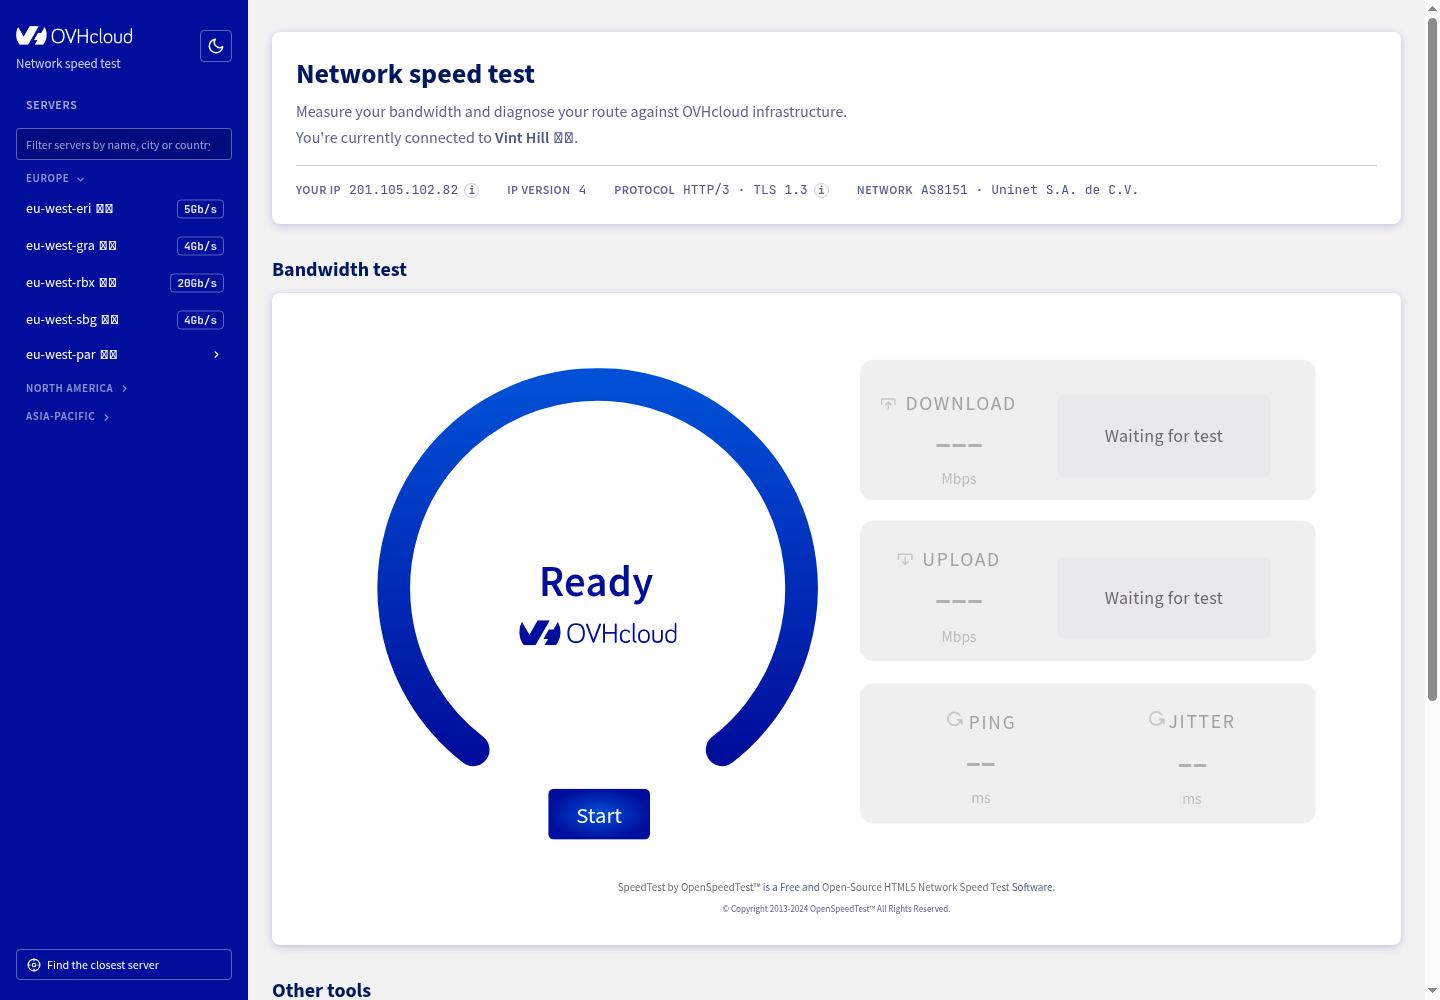 OVHcloud
Network speed test
SERVERS
Filter servers by name, city or country
EUROPE
eu-west-eri
5Gb/s
eu-west-gra
4Gb/s
eu-west-rbx
20Gb/s
eu-west-sbg
4Gb/s
eu-west-par
NORTH AMERICA
ASIA-PACIFIC
Find the closest server
Network speed test
Measure your bandwidth and diagnose your route against OVHcloud infrastructure.
You're currently connected to Vint Hill.
YOUR IP 201.105.102.82 i IP VERSION 4 PROTOCOL HTTP/3 · TLS 1.3 i NETWORK AS8151 · Uninet S.A. de C.V.
Bandwidth test
Ready
OVHcloud
Start
DOWNLOAD
---
Mbps
Waiting for test
UPLOAD
---
Mbps
Waiting for test
PING
--
ms
JITTER
--
ms
SpeedTest by OpenSpeedTest™ is a Free and Open-Source HTML5 Network Speed Test Software.
© Copyright 2013-2024 OpenSpeedTest™ All Rights Reserved.
Other tools